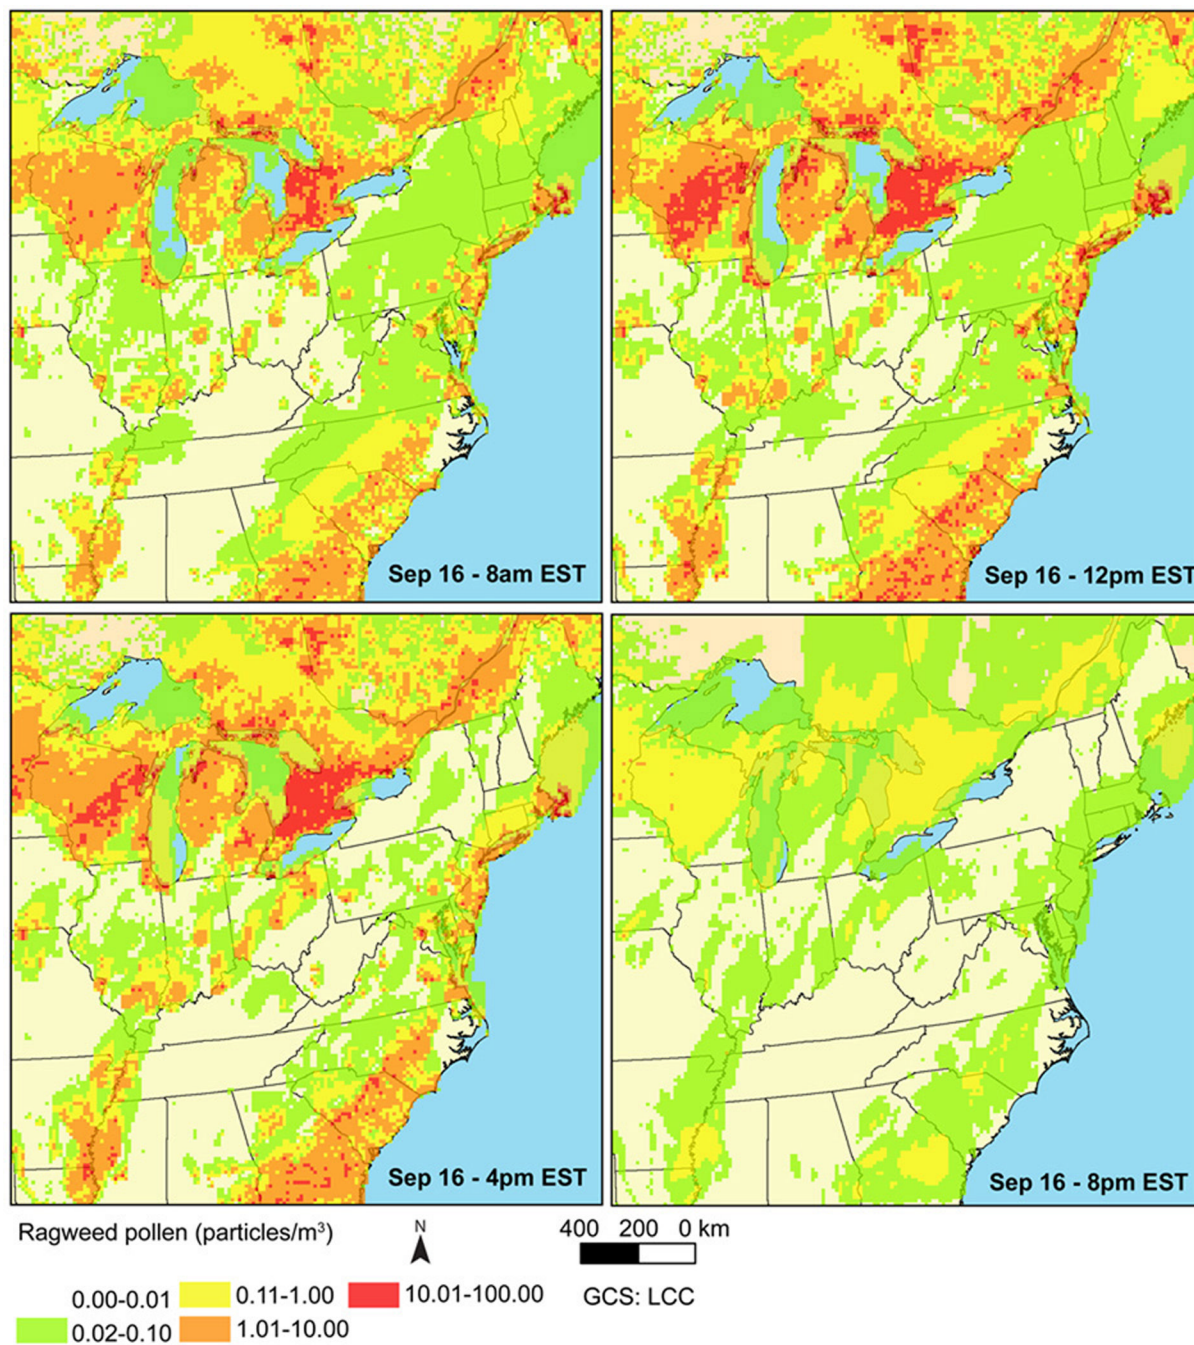 Sep 16 - 8am EST
Sep 16 - 12pm EST
Sep 16 - 4pm EST
Sep 16 - 8pm EST
Ragweed pollen (particles/m³)
N
400 200 0 km
0.00-0.01 0.11-1.00 10.01-100.00 GCS: LCC
0.02-0.10 1.01-10.00